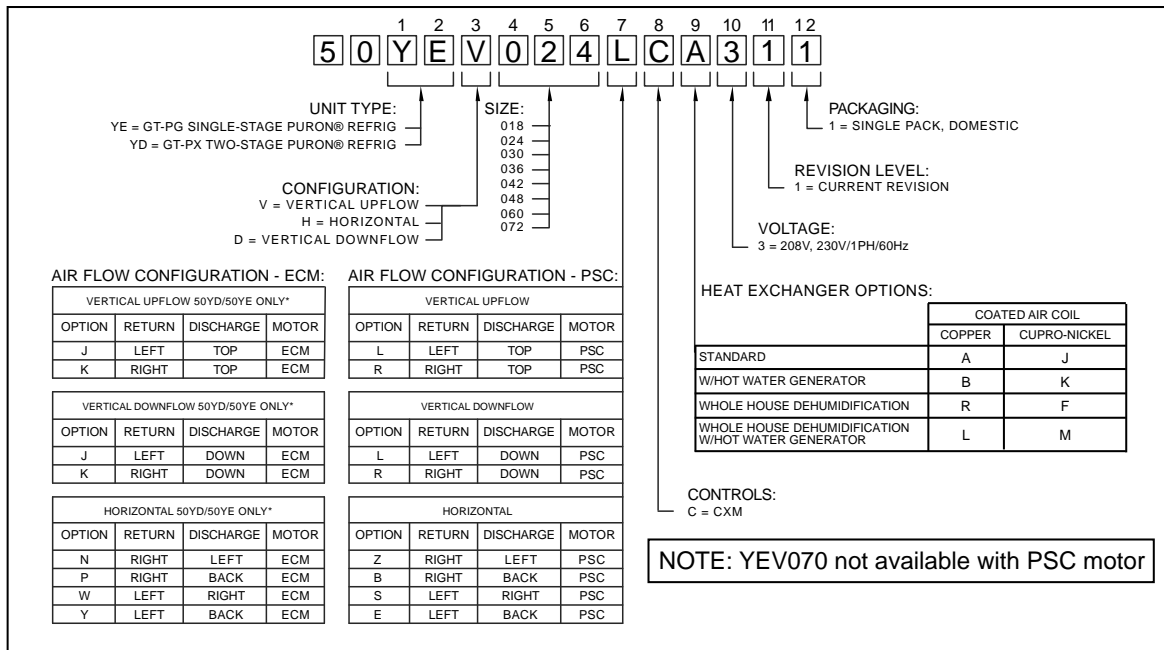 1 2 3 4 5 6 7 8 9 10 11 12
5 0 Y E V 0 2 4 L C A 3 1 1
UNIT TYPE:
YE = GT-PG SINGLE-STAGE PURON® REFRIG
YD = GT-PX TWO-STAGE PURON® REFRIG
CONFIGURATION:
V = VERTICAL UPFLOW
H = HORIZONTAL
D = VERTICAL DOWNFLOW
SIZE:
018
024
030
036
042
048
060
072
PACKAGING:
1 = SINGLE PACK, DOMESTIC
REVISION LEVEL:
1 = CURRENT REVISION
VOLTAGE:
3 = 208V, 230V/1PH/60Hz
AIR FLOW CONFIGURATION - ECM:
VERTICAL UPFLOW 50YD/50YE ONLY*
OPTION RETURN DISCHARGE MOTOR
J LEFT TOP ECM
K RIGHT TOP ECM
VERTICAL DOWNFLOW 50YD/50YE ONLY*
OPTION RETURN DISCHARGE MOTOR
J LEFT DOWN ECM
K RIGHT DOWN ECM
HORIZONTAL 50YD/50YE ONLY*
OPTION RETURN DISCHARGE MOTOR
N RIGHT LEFT ECM
P RIGHT BACK ECM
W LEFT RIGHT ECM
Y LEFT BACK ECM
AIR FLOW CONFIGURATION - PSC:
VERTICAL UPFLOW
OPTION RETURN DISCHARGE MOTOR
L LEFT TOP PSC
R RIGHT TOP PSC
VERTICAL DOWNFLOW
OPTION RETURN DISCHARGE MOTOR
L LEFT DOWN PSC
R RIGHT DOWN PSC
HORIZONTAL
OPTION RETURN DISCHARGE MOTOR
Z RIGHT LEFT PSC
B RIGHT BACK PSC
S LEFT RIGHT PSC
E LEFT BACK PSC
HEAT EXCHANGER OPTIONS:
COATED AIR COIL
COPPER CUPRO-NICKEL
STANDARD A J
W/HOT WATER GENERATOR B K
WHOLE HOUSE DEHUMIDIFICATION R F
WHOLE HOUSE DEHUMIDIFICATION
W/HOT WATER GENERATOR L M
CONTROLS:
C = CXM
NOTE: YEV070 not available with PSC motor